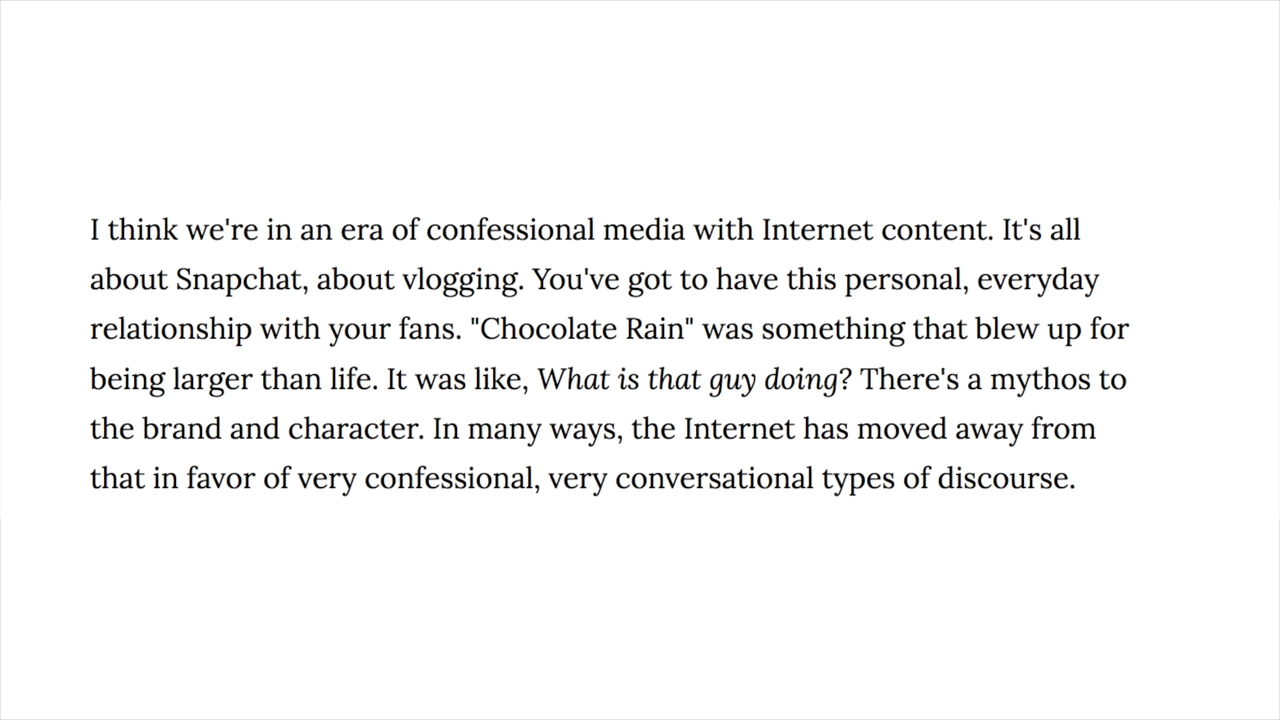 I think we're in an era of confessional media with Internet content. It's all
about Snapchat, about vlogging. You've got to have this personal, everyday
relationship with your fans. "Chocolate Rain" was something that blew up for
being larger than life. It was like, What is that guy doing? There's a mythos to
the brand and character. In many ways, the Internet has moved away from
that in favor of very confessional, very conversational types of discourse.